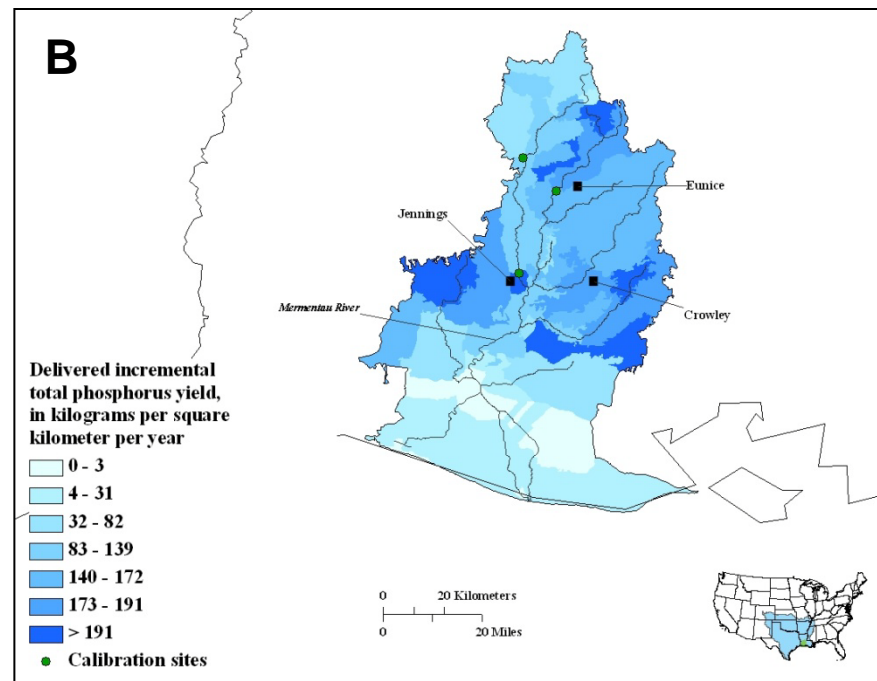 B
Eunice
Jennings
Mermentau River
Crowley
Delivered incremental
total phosphorus yield,
in kilograms per square
kilometer per year
0 - 3
4 - 31
32 - 82
83 - 139
140 - 172
173 - 191
> 191
Calibration sites
0 20 Kilometers
0 20 Miles